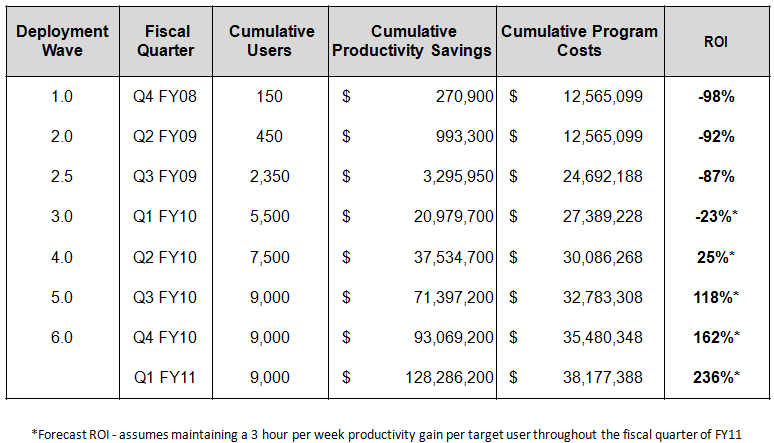 Deployment Wave Fiscal Quarter Cumulative Users Cumulative Productivity Savings Cumulative Program Costs ROI
1.0 Q4 FY08 150 $ 270,900 $ 12,565,099 -98%
2.0 Q2 FY09 450 $ 993,300 $ 12,565,099 -92%
2.5 Q3 FY09 2,350 $ 3,295,950 $ 24,692,188 -87%
3.0 Q1 FY10 5,500 $ 20,979,700 $ 27,389,228 -23%*
4.0 Q2 FY10 7,500 $ 37,534,700 $ 30,086,268 25%*
5.0 Q3 FY10 9,000 $ 71,397,200 $ 32,783,308 118%*
6.0 Q4 FY10 9,000 $ 93,069,200 $ 35,480,348 162%*
Q1 FY11 9,000 $ 128,286,200 $ 38,177,388 236%*
*Forecast ROI - assumes maintaining a 3 hour per week productivity gain per target user throughout the fiscal quarter of FY11